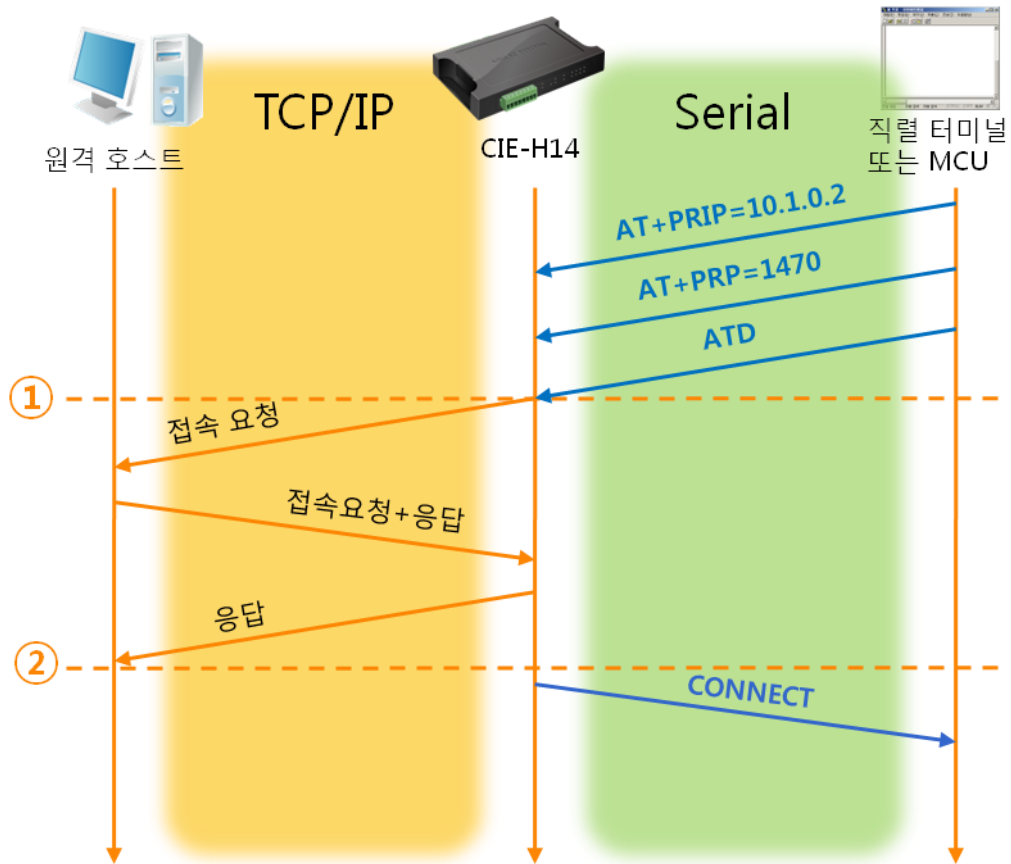 TCP/IP
Serial
원격 호스트
CIE-H14
직렬 터미널
또는 MCU
AT+PRIP=10.1.0.2
AT+PRP=1470
ATD
①
접속 요청
접속요청+응답
응답
②
CONNECT